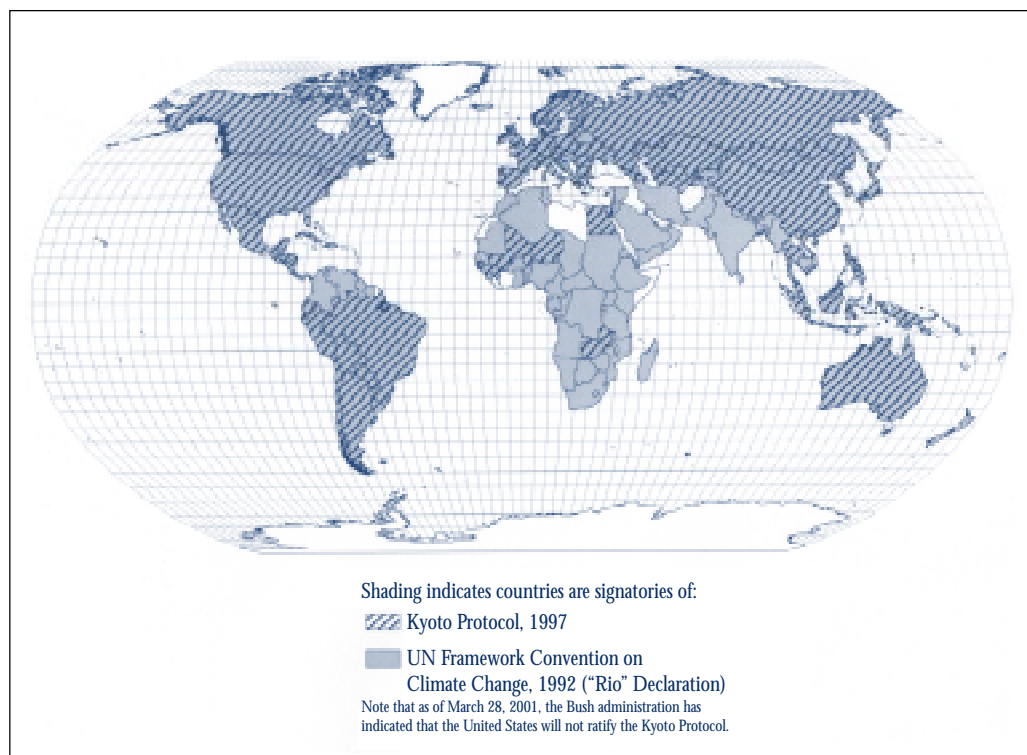 Shading indicates countries are signatories of:
Kyoto Protocol, 1997
UN Framework Convention on
Climate Change, 1992 (“Rio” Declaration)
Note that as of March 28, 2001, the Bush administration has
indicated that the United States will not ratify the Kyoto Protocol.